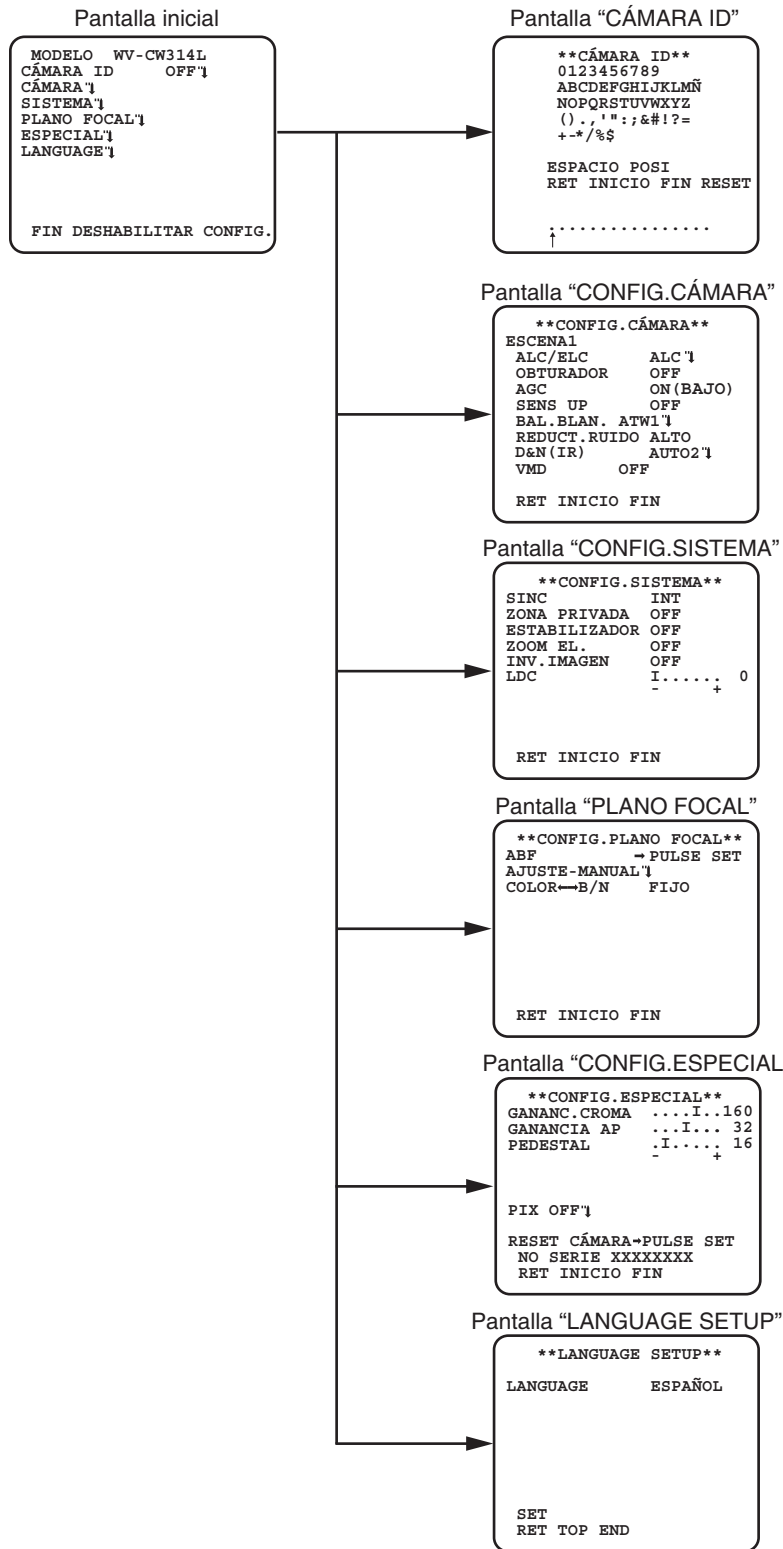 Pantalla inicial
MODELO WV-CW314L
CÁMARA ID OFF
CÁMARA
SISTEMA
PLANO FOCAL
ESPECIAL
LANGUAGE
FIN DESHABILITAR CONFIG.
Pantalla “CÁMARA ID”
**CÁMARA ID**
0123456789
ABCDEFGHIJKLMÑ
NOPQRSTUVWXYZ
().,'":;&#!?=
+-*/%$
ESPACIO POSI
RET INICIO FIN RESET
................
↑
Pantalla “CONFIG.CÁMARA”
**CONFIG.CÁMARA**
ESCENA1
ALC/ELC ALC
OBTURADOR OFF
AGC ON(BAJO)
SENS UP OFF
BAL.BLAN. ATW1
REDUCT.RUIDO ALTO
D&N(IR) AUTO2
VMD OFF
RET INICIO FIN
Pantalla “CONFIG.SISTEMA”
**CONFIG.SISTEMA**
SINC INT
ZONA PRIVADA OFF
ESTABILIZADOR OFF
ZOOM EL. OFF
INV.IMAGEN OFF
LDC I...... 0
- +
RET INICIO FIN
Pantalla “PLANO FOCAL”
**CONFIG.PLANO FOCAL**
ABF →PULSE SET
AJUSTE-MANUAL
COLOR←→B/N FIJO
RET INICIO FIN
Pantalla “CONFIG.ESPECIAL
**CONFIG.ESPECIAL**
GANANC.CROMA ....I..160
GANANCIA AP ...I... 32
PEDESTAL .I..... 16
- +
PIX OFF
RESET CÁMARA→PULSE SET
NO SERIE XXXXXXXX
RET INICIO FIN
Pantalla “LANGUAGE SETUP”
**LANGUAGE SETUP**
LANGUAGE ESPAÑOL
SET
RET TOP END